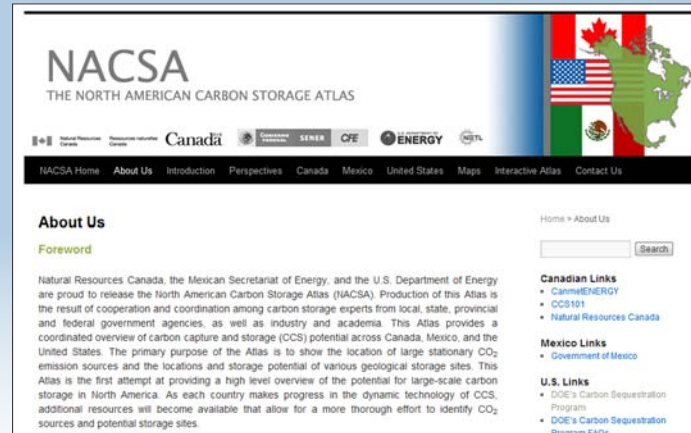 NACSA
THE NORTH AMERICAN CARBON STORAGE ATLAS
Natural Resources Canada Ressources naturelles Canada Canada GOBIERNO FEDERAL SENER CFE U.S. DEPARTMENT OF ENERGY NETL
NACSA Home About Us Introduction Perspectives Canada Mexico United States Maps Interactive Atlas Contact Us
About Us
Foreword
Natural Resources Canada, the Mexican Secretariat of Energy, and the U.S. Department of Energy
are proud to release the North American Carbon Storage Atlas (NACSA). Production of this Atlas is
the result of cooperation and coordination among carbon storage experts from local, state, provincial
and federal government agencies, as well as industry and academia. This Atlas provides a
coordinated overview of carbon capture and storage (CCS) potential across Canada, Mexico, and the
United States. The primary purpose of the Atlas is to show the location of large stationary CO₂
emission sources and the locations and storage potential of various geological storage sites. This
Atlas is the first attempt at providing a high level overview of the potential for large-scale carbon
storage in North America. As each country makes progress in the dynamic technology of CCS,
additional resources will become available that allow for a more thorough effort to identify CO₂
sources and potential storage sites.
Home > About Us
Search
Canadian Links
CanmetENERGY
CCS101
Natural Resources Canada
Mexico Links
Government of Mexico
U.S. Links
DOE's Carbon Sequestration
Program
DOE's Carbon Sequestration
Program FAQs